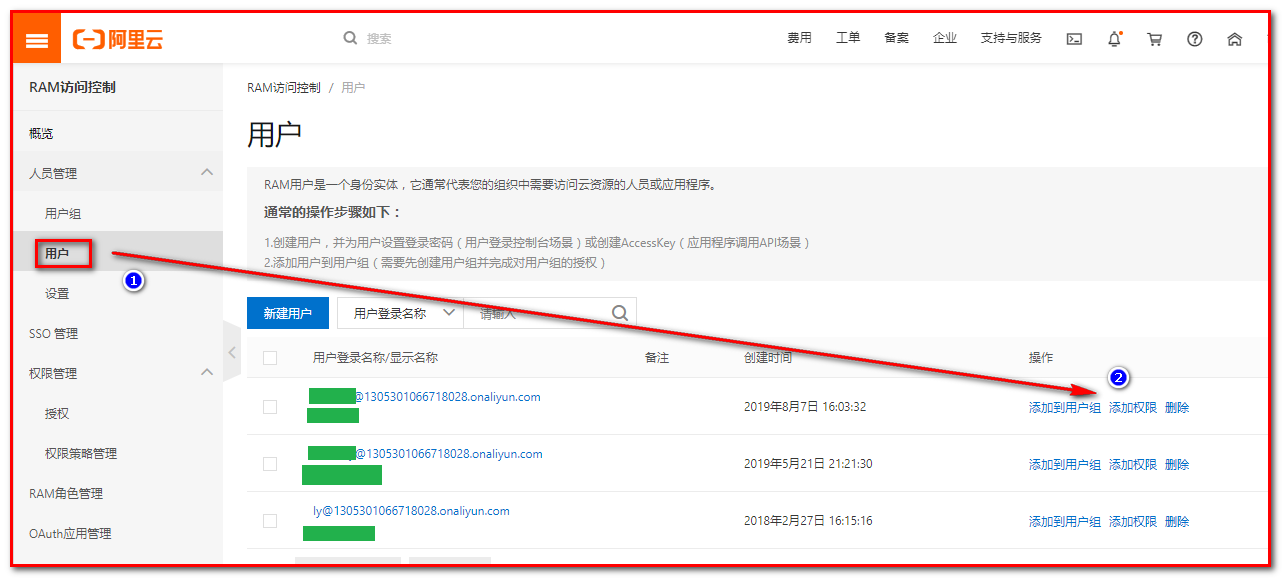 阿里云
搜索
费用 工单 备案 企业 支持与服务
RAM访问控制
概览
人员管理
用户组
用户
设置
SSO 管理
权限管理
授权
权限策略管理
RAM角色管理
OAuth应用管理
1
RAM访问控制 / 用户
用户
RAM用户是一个身份实体，它通常代表您的组织中需要访问云资源的人员或应用程序。
通常的操作步骤如下：
1.创建用户，并为用户设置登录密码（用户登录控制台场景）或创建AccessKey（应用程序调用API场景）
2.添加用户到用户组（需要先创建用户组并完成对用户组的授权）
新建用户 用户登录名称 请输入
用户登录名称/显示名称 备注 创建时间 操作
2
@1305301066718028.onaliyun.com 2019年8月7日 16:03:32 添加到用户组 添加权限 删除
@1305301066718028.onaliyun.com 2019年5月21日 21:21:30 添加到用户组 添加权限 删除
ly@1305301066718028.onaliyun.com 2018年2月27日 16:15:16 添加到用户组 添加权限 删除